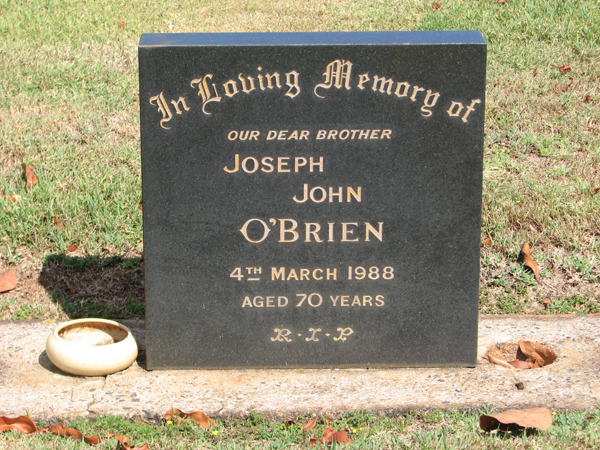 In Loving Memory of
OUR DEAR BROTHER
JOSEPH
JOHN
O'BRIEN
4TH MARCH 1988
AGED 70 YEARS
R·I·P